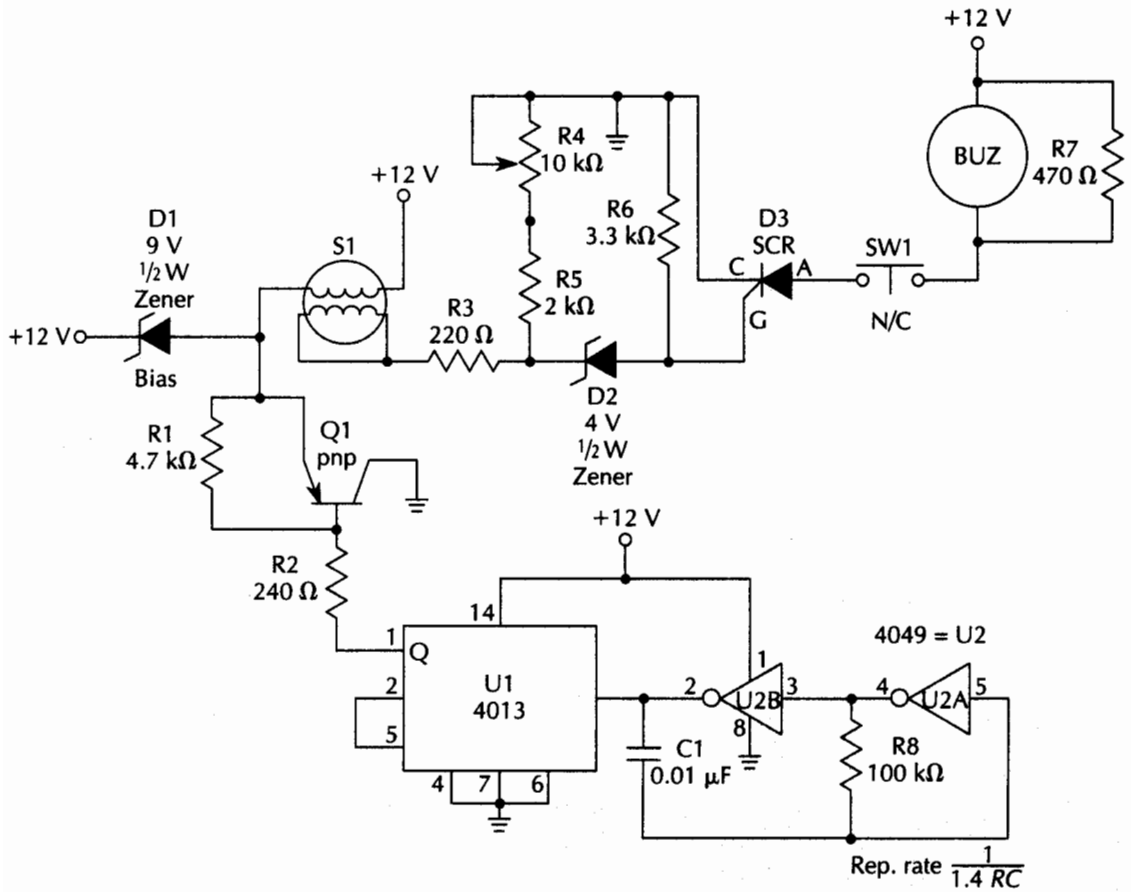 +12 V
R4
10 kΩ
BUZ
R7
470 Ω
+12 V
D1
9 V
1/2 W
Zener
S1
R6
3.3 kΩ
D3
SCR
C
A
SW1
R5
2 kΩ
R3
220 Ω
G
N/C
+12 V
Bias
D2
4 V
1/2 W
Zener
Q1
pnp
R1
4.7 kΩ
+12 V
R2
240 Ω
14
4049 = U2
1
Q
1
U1
4013
2
2
U2B
3
4
U2A
5
5
8
C1
0.01 μF
R8
100 kΩ
4
7
6
Rep. rate 1/1.4 RC